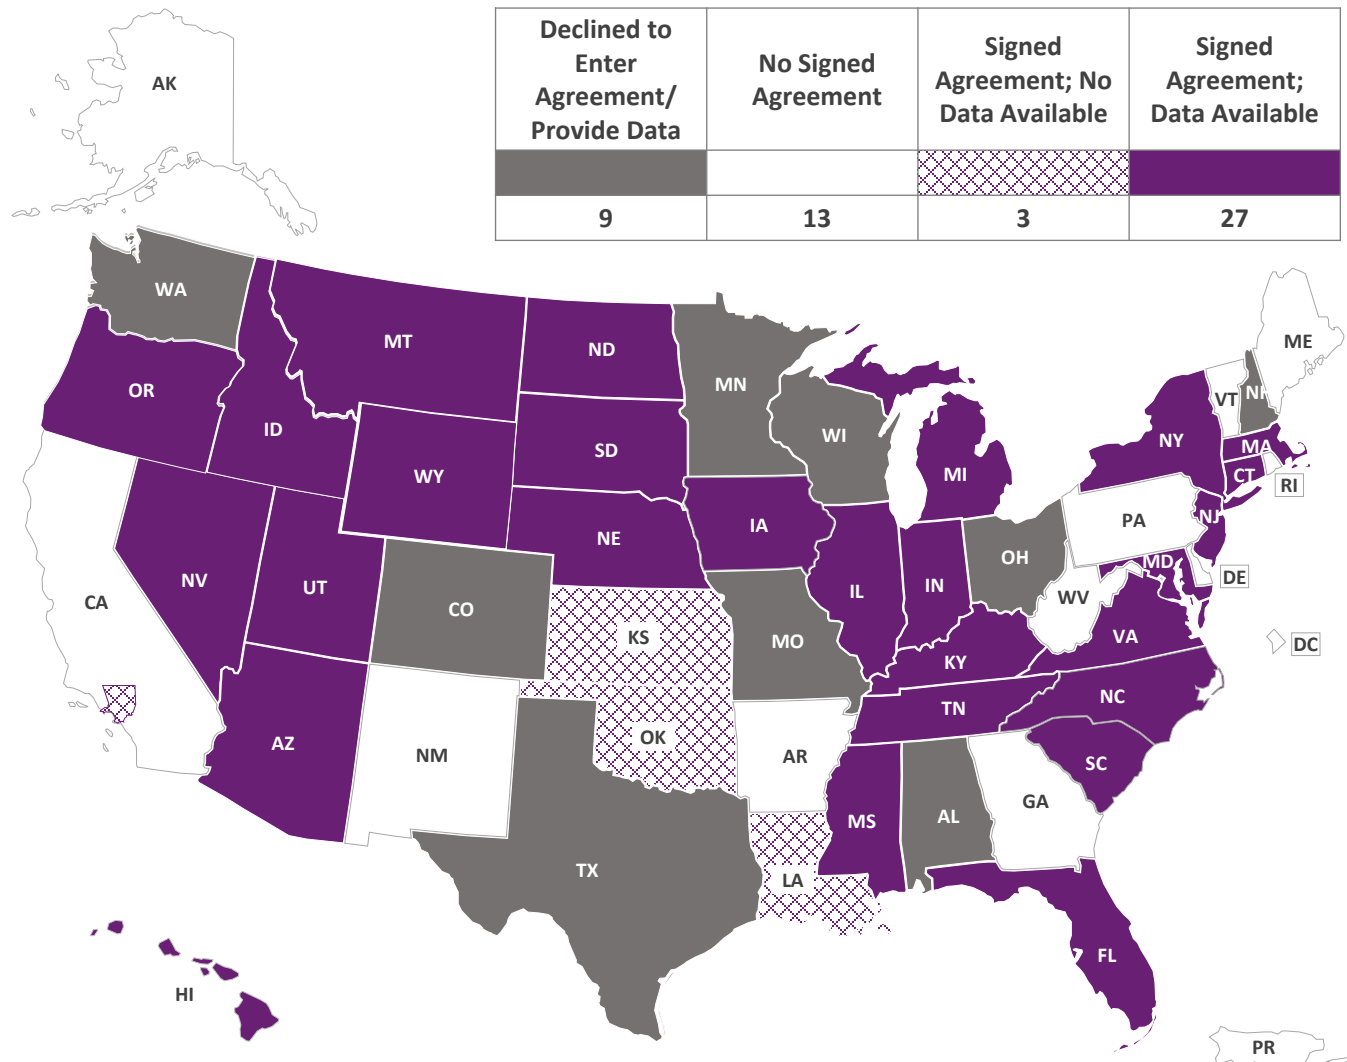 Declined to
Enter
Agreement/
Provide Data
No Signed
Agreement
Signed
Agreement; No
Data Available
Signed
Agreement;
Data Available
9
13
3
27
AK
WA
MT
ND
MN
ME
OR
ID
WY
SD
WI
MI
NY
VT
NH
MA
CT
RI
CA
NV
UT
NE
IA
IL
IN
OH
PA
NJ
MD
DE
DC
CO
KS
MO
KY
WV
VA
AZ
NM
OK
AR
TN
NC
SC
TX
LA
MS
AL
GA
FL
HI
PR